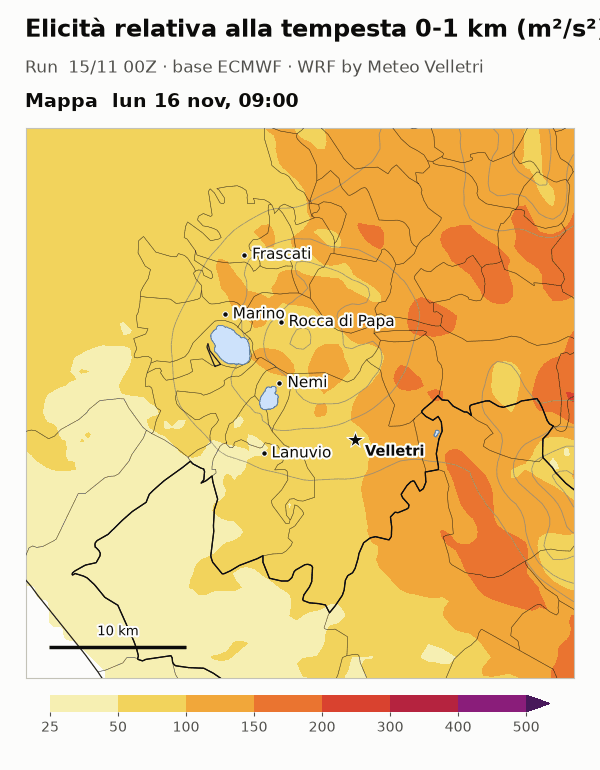 Elicità relativa alla tempesta 0-1 km (m²/s²)
Run  15/11 00Z · base ECMWF · WRF by Meteo Velletri
Mappa  lun 16 nov, 09:00
Frascati
Marino
Rocca di Papa
Nemi
Velletri
Lanuvio
10 km
25 50 100 150 200 300 400 500